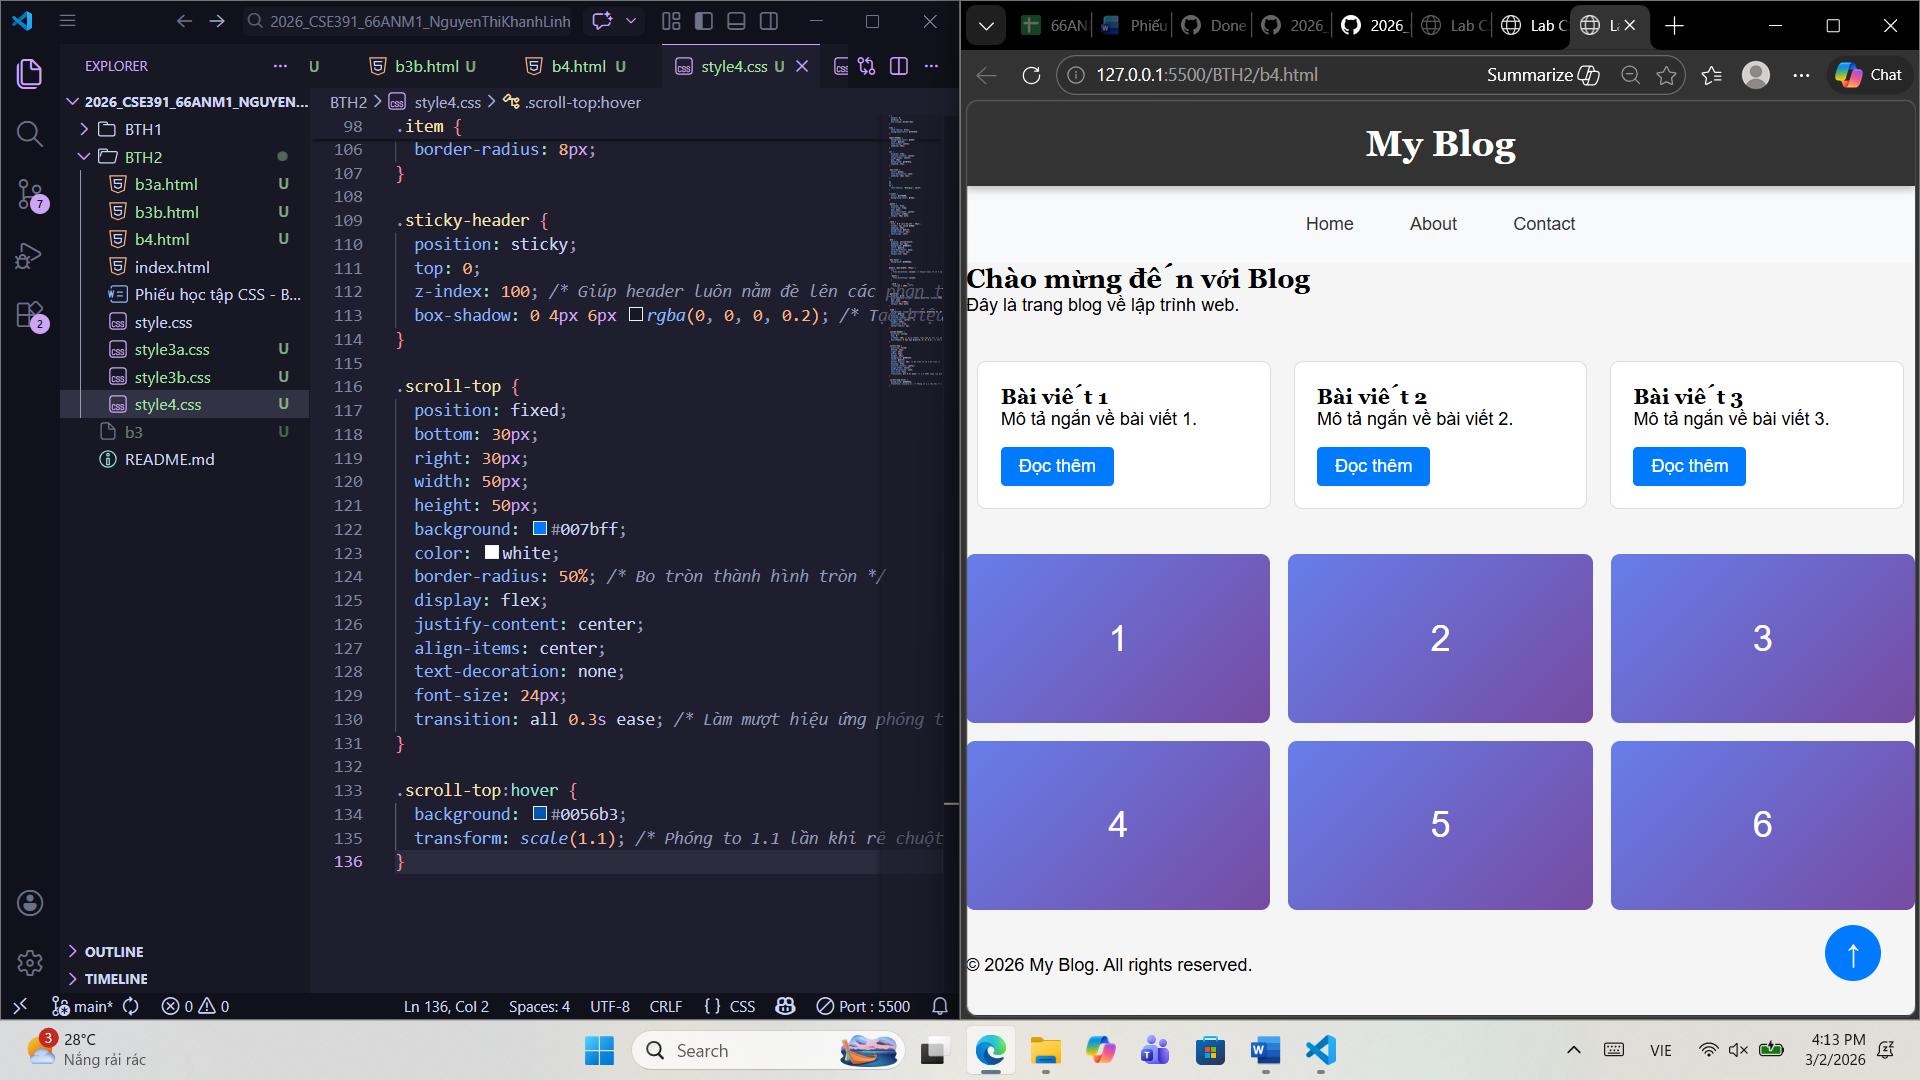 2026_CSE391_66ANM1_NguyenThiKhanhLinh
EXPLORER
2026_CSE391_66ANM1_NGUYEN...
BTH1
BTH2
b3a.html U
b3b.html U
b4.html U
index.html
Phiếu học tập CSS - B...
style.css
style3a.css U
style3b.css U
style4.css U
b3 U
README.md
OUTLINE
TIMELINE
7
2
U b3b.html U b4.html U style4.css U
BTH2 > style4.css > .scroll-top:hover
98 .item {
106 border-radius: 8px;
107 }
108
109 .sticky-header {
110 position: sticky;
111 top: 0;
112 z-index: 100; /* Giúp header luôn nằm đè lên các phần t
113 box-shadow: 0 4px 6px rgba(0, 0, 0, 0.2); /* Tạo hiệu
114 }
115
116 .scroll-top {
117 position: fixed;
118 bottom: 30px;
119 right: 30px;
120 width: 50px;
121 height: 50px;
122 background: #007bff;
123 color: white;
124 border-radius: 50%; /* Bo tròn thành hình tròn */
125 display: flex;
126 justify-content: center;
127 align-items: center;
128 text-decoration: none;
129 font-size: 24px;
130 transition: all 0.3s ease; /* Làm mượt hiệu ứng phóng t
131 }
132
133 .scroll-top:hover {
134 background: #0056b3;
135 transform: scale(1.1); /* Phóng to 1.1 lần khi rê chuột
136 }
main* 0 0 Ln 136, Col 2 Spaces: 4 UTF-8 CRLF { } CSS Port : 5500
66AN Phiếu Done 2026_ 2026_ Lab C Lab C L
127.0.0.1:5500/BTH2/b4.html Summarize Chat
My Blog
Home About Contact
Chào mừng đến với Blog
Đây là trang blog về lập trình web.
Bài viết 1
Mô tả ngắn về bài viết 1.
Đọc thêm
Bài viết 2
Mô tả ngắn về bài viết 2.
Đọc thêm
Bài viết 3
Mô tả ngắn về bài viết 3.
Đọc thêm
1 2 3
4 5 6
© 2026 My Blog. All rights reserved.
↑
3
28°C
Nắng rải rác
Search
VIE
4:13 PM
3/2/2026